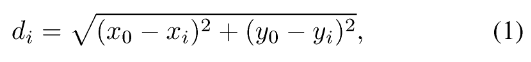 $d_i = \sqrt{(x_0 - x_i)^2 + (y_0 - y_i)^2},$ (1)